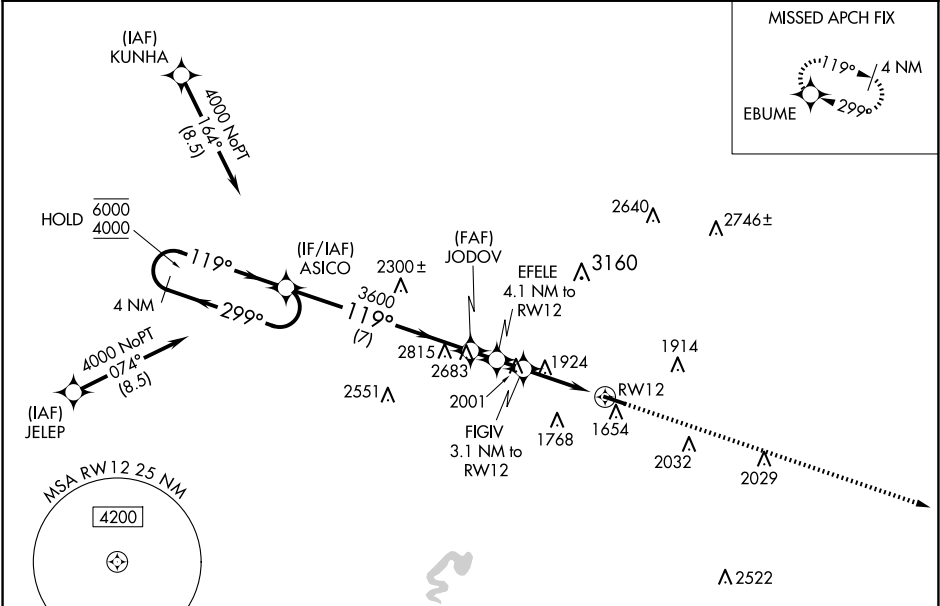 MISSED APCH FIX
119°
4 NM
EBUME
299°
(IAF)
KUNHA
4000 NoPT
164°
(8.5)
HOLD
6000
4000
119°
(IF/IAF)
ASICO
4 NM
299°
2300±
3600
119°
(7)
(FAF)
JODOV
EFELE
4.1 NM to
RW12
2640
2746±
3160
4000 NoPT
074°
(8.5)
(IAF)
JELEP
2815
2683
2551
2001
1924
FIGIV
3.1 NM to
RW12
1768
RW12
1654
1914
2032
2029
2522
MSA RW12 25 NM
4200